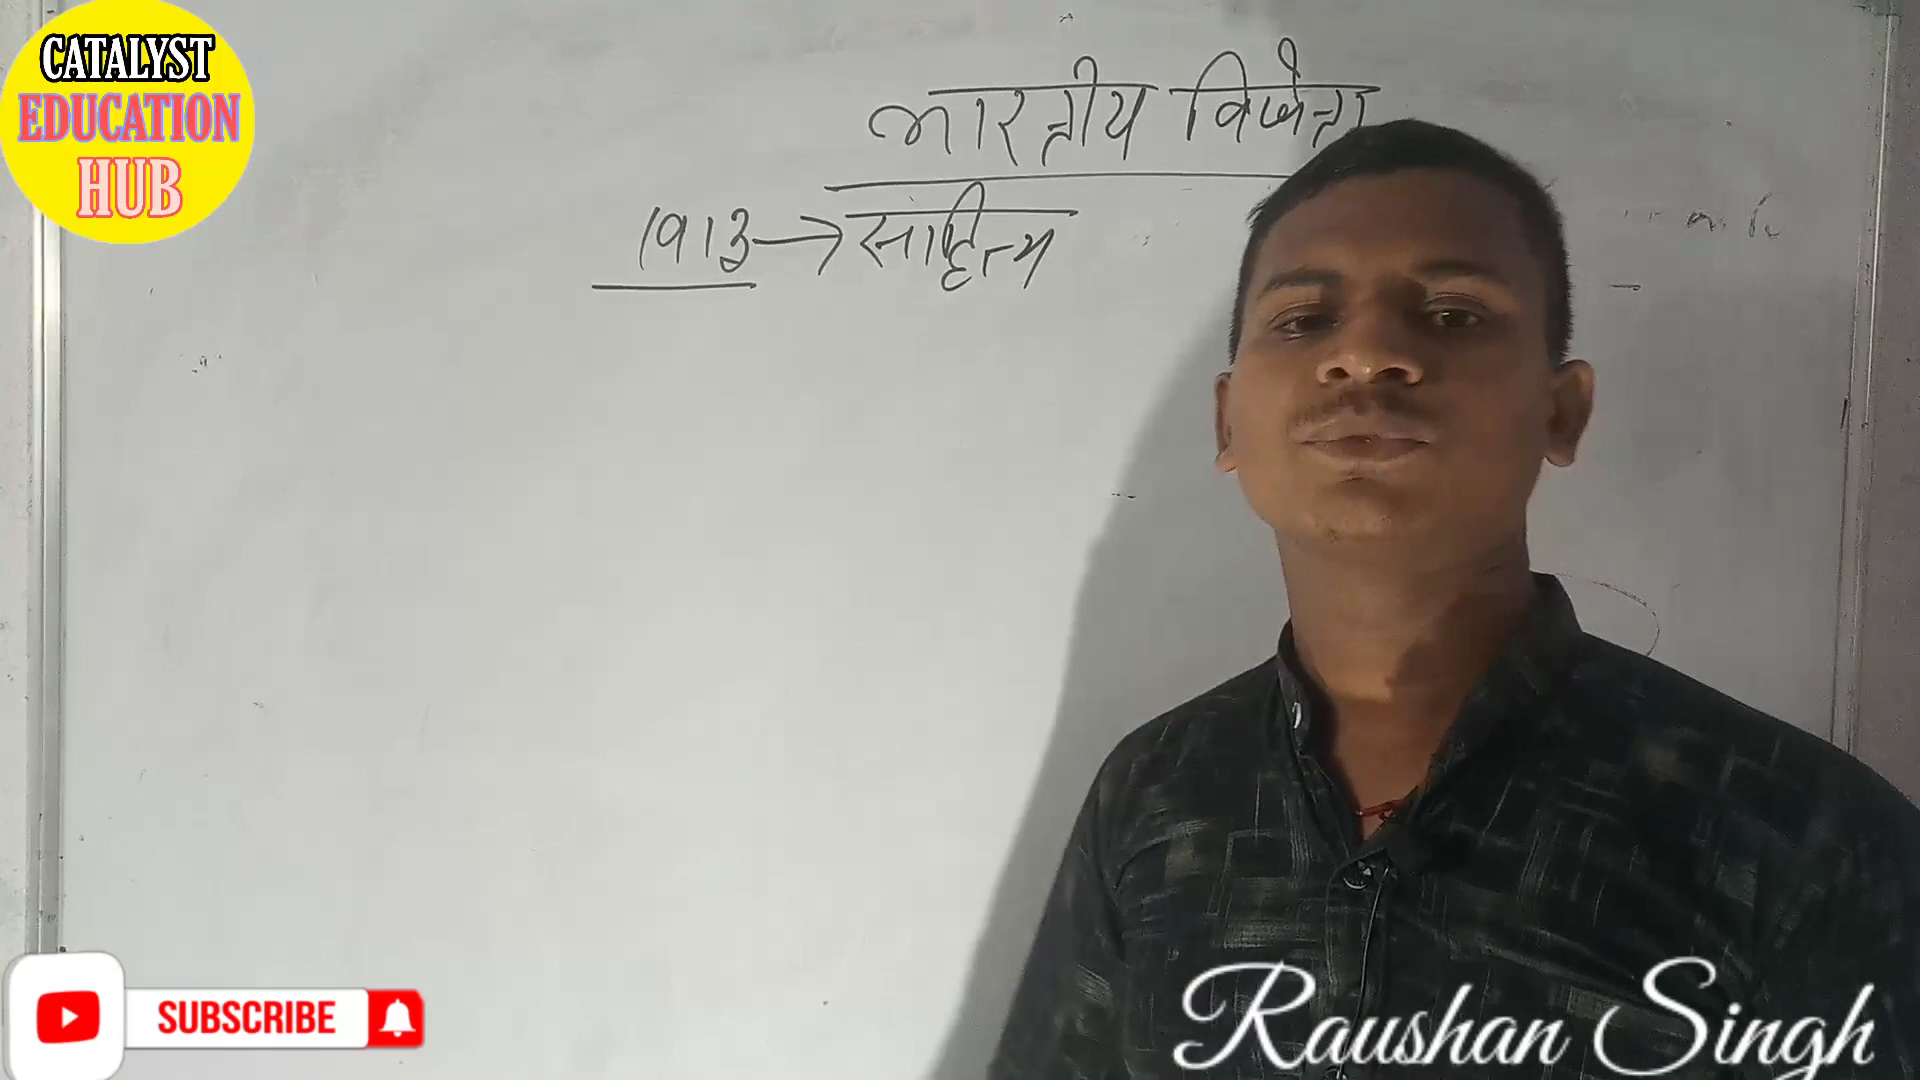 CATALYST
EDUCATION
HUB
भारतीय विजेता
1913 → साहित्य
SUBSCRIBE
Raushan Singh